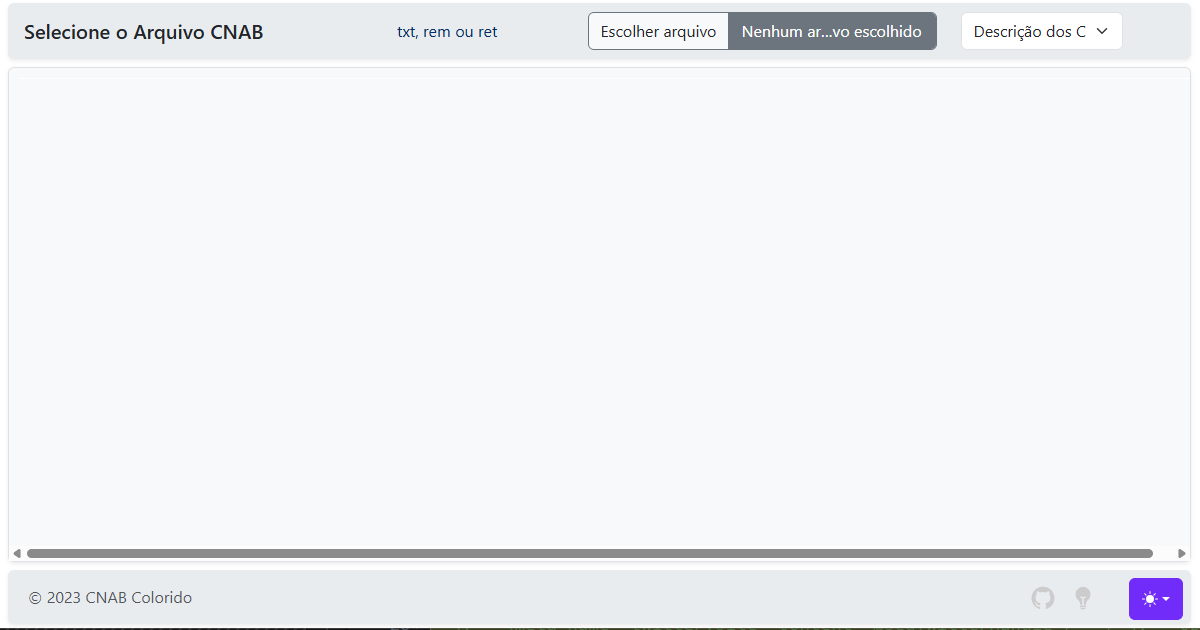 Selecione o Arquivo CNAB
txt, rem ou ret
Escolher arquivo
Nenhum ar...vo escolhido
Descrição dos C
© 2023 CNAB Colorido